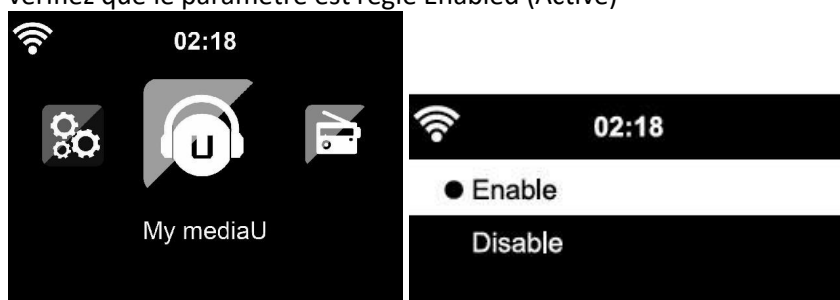 vérifiez que le paramètre est réglé Enabled (Activé)
02:18
U
My mediaU
02:18
Enable
Disable